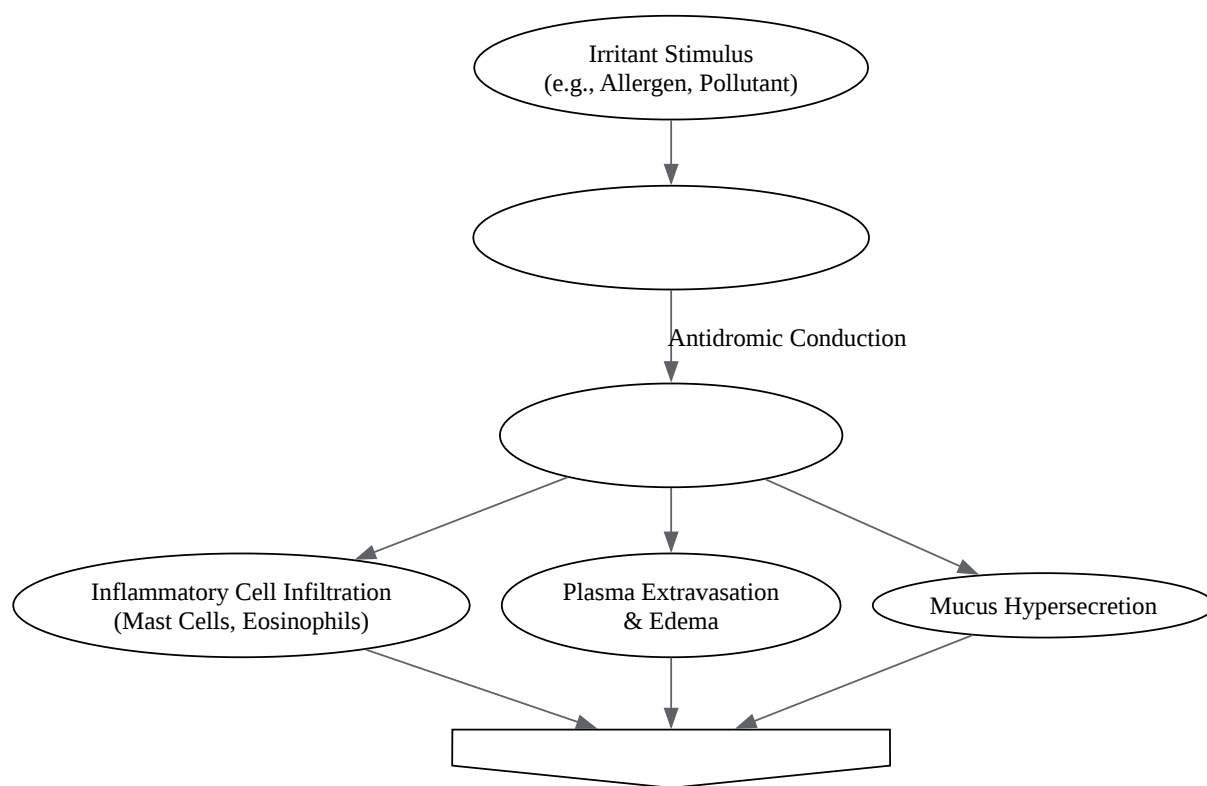 Irritant Stimulus
(e.g., Allergen, Pollutant)
Antidromic Conduction
Inflammatory Cell Infiltration
(Mast Cells, Eosinophils)
Plasma Extravasation
& Edema
Mucus Hypersecretion